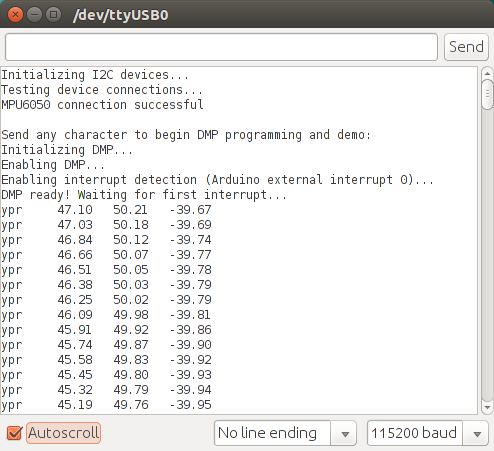 /dev/ttyUSB0
Send
Initializing I2C devices...
Testing device connections...
MPU6050 connection successful
Send any character to begin DMP programming and demo:
Initializing DMP...
Enabling DMP...
Enabling interrupt detection (Arduino external interrupt 0)...
DMP ready! Waiting for first interrupt...
ypr 47.10 50.21 -39.67
ypr 47.03 50.18 -39.69
ypr 46.84 50.12 -39.74
ypr 46.66 50.07 -39.77
ypr 46.51 50.05 -39.78
ypr 46.38 50.03 -39.79
ypr 46.25 50.02 -39.79
ypr 46.09 49.98 -39.81
ypr 45.91 49.92 -39.86
ypr 45.74 49.87 -39.90
ypr 45.58 49.83 -39.92
ypr 45.45 49.80 -39.93
ypr 45.32 49.79 -39.94
ypr 45.19 49.76 -39.95
Autoscroll
No line ending
115200 baud